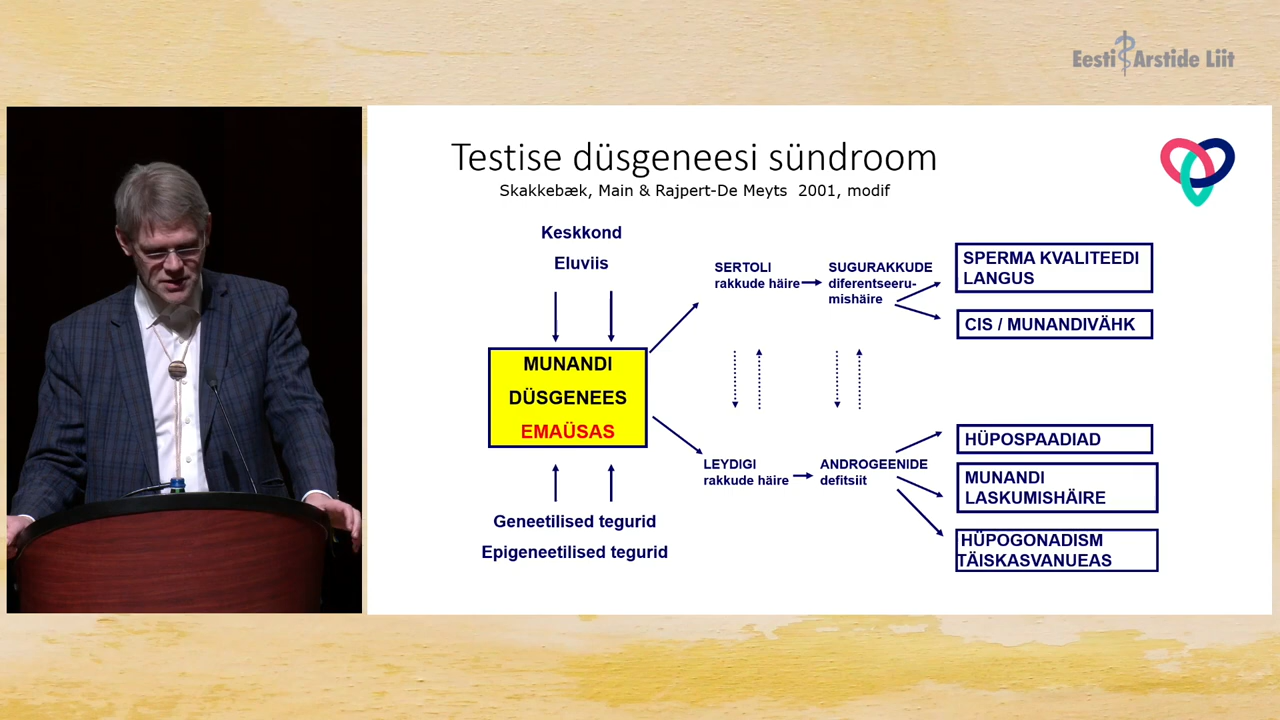 Eesti Arstide Liit
Testise düsgeneesi sündroom
Skakkebæk, Main & Rajpert-De Meyts 2001, modif
Keskkond
Eluviis
MUNANDI
DÜSGENEES
EMAÜSAS
Geneetilised tegurid
Epigeneetilised tegurid
SERTOLI
rakkude häire
SUGURAKKUDE
diferentseeru-
mishäire
SPERMA KVALITEEDI
LANGUS
CIS / MUNANDIVÄHK
LEYDIGI
rakkude häire
ANDROGEENIDE
defitsiit
HÜPOSPAADIAD
MUNANDI
LASKUMISHÄIRE
HÜPOGONADISM
TÄISKASVANUEAS